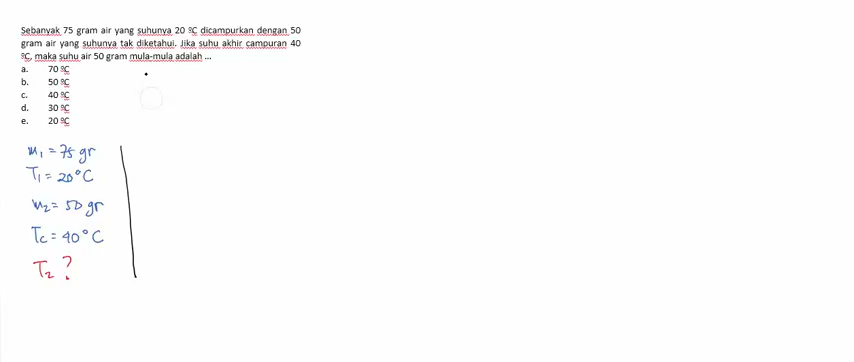 Sebanyak 75 gram air yang suhunya 20 ºC dicampurkan dengan 50
gram air yang suhunya tak diketahui. Jika suhu akhir campuran 40
ºC, maka suhu air 50 gram mula-mula adalah ...
a. 70 ºC
b. 50 ºC
c. 40 ºC
d. 30 ºC
e. 20 ºC
m₁ = 75 gr
T₁ = 20°C
m₂ = 50 gr
Tc = 40°C
T₂ ?